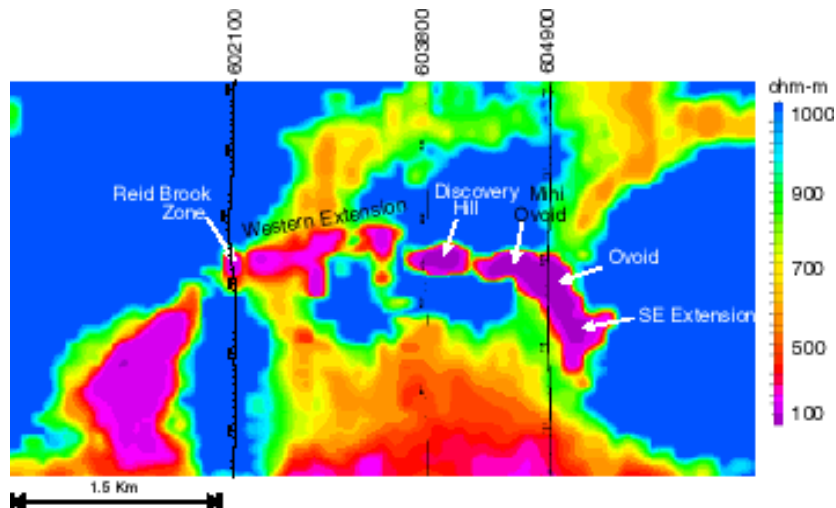 602100
603800
604900
ohm-m
1000
900
700
500
100
Reid Brook
Zone
Western Extension
Discovery
Hill
Mini
Ovoid
Ovoid
SE Extension
1.5 Km